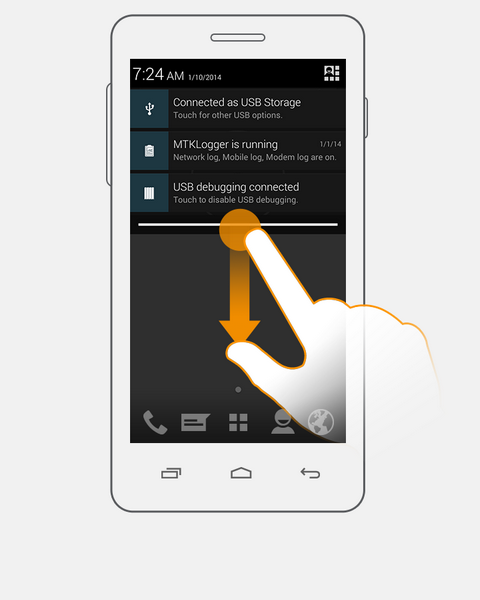 7:24 AM 1/10/2014
Connected as USB Storage
Touch for other USB options.
MTKLogger is running 1/1/14
Network log, Mobile log, Modem log are on.
USB debugging connected
Touch to disable USB debugging.